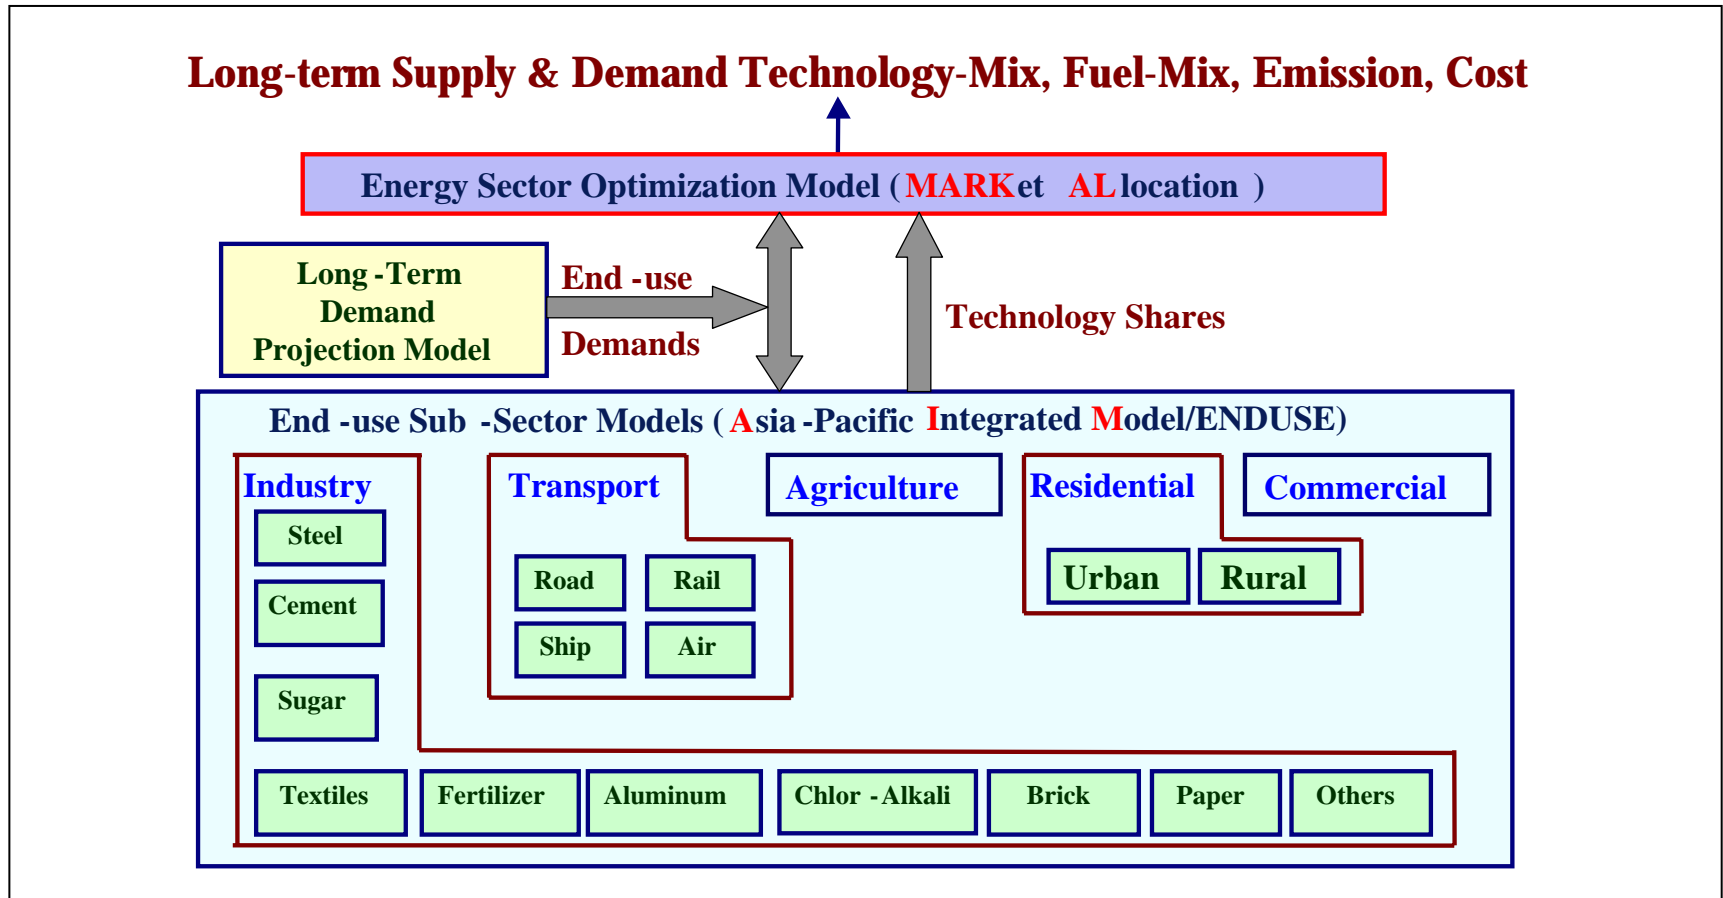 Long-term Supply & Demand Technology-Mix, Fuel-Mix, Emission, Cost
Energy Sector Optimization Model (MARKet ALlocation )
Long -Term
Demand
Projection Model
End -use
Demands
Technology Shares
End -use Sub -Sector Models (Asia -Pacific Integrated Model/ENDUSE)
Industry
Transport
Agriculture
Residential
Commercial
Steel
Cement
Sugar
Road
Rail
Ship
Air
Urban
Rural
Textiles
Fertilizer
Aluminum
Chlor -Alkali
Brick
Paper
Others